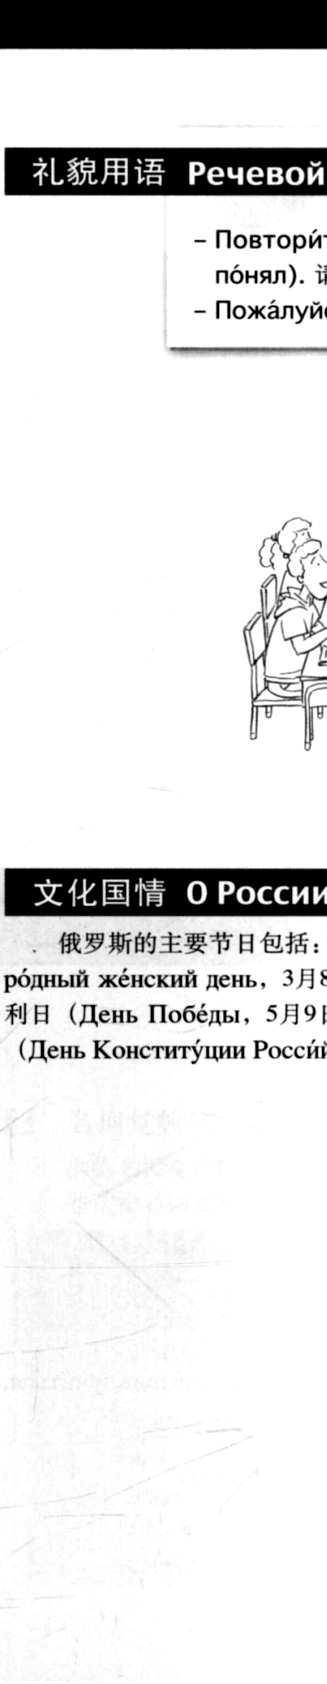 礼貌用语 Речевой
– Повтори́
по́нял).
– Пожа́луй
文化国情 О России
俄罗斯的主要节日包括：
ро́дный же́нский день，3月8
利日（День Побе́ды，5月9
（День Конститу́ции Росси́й